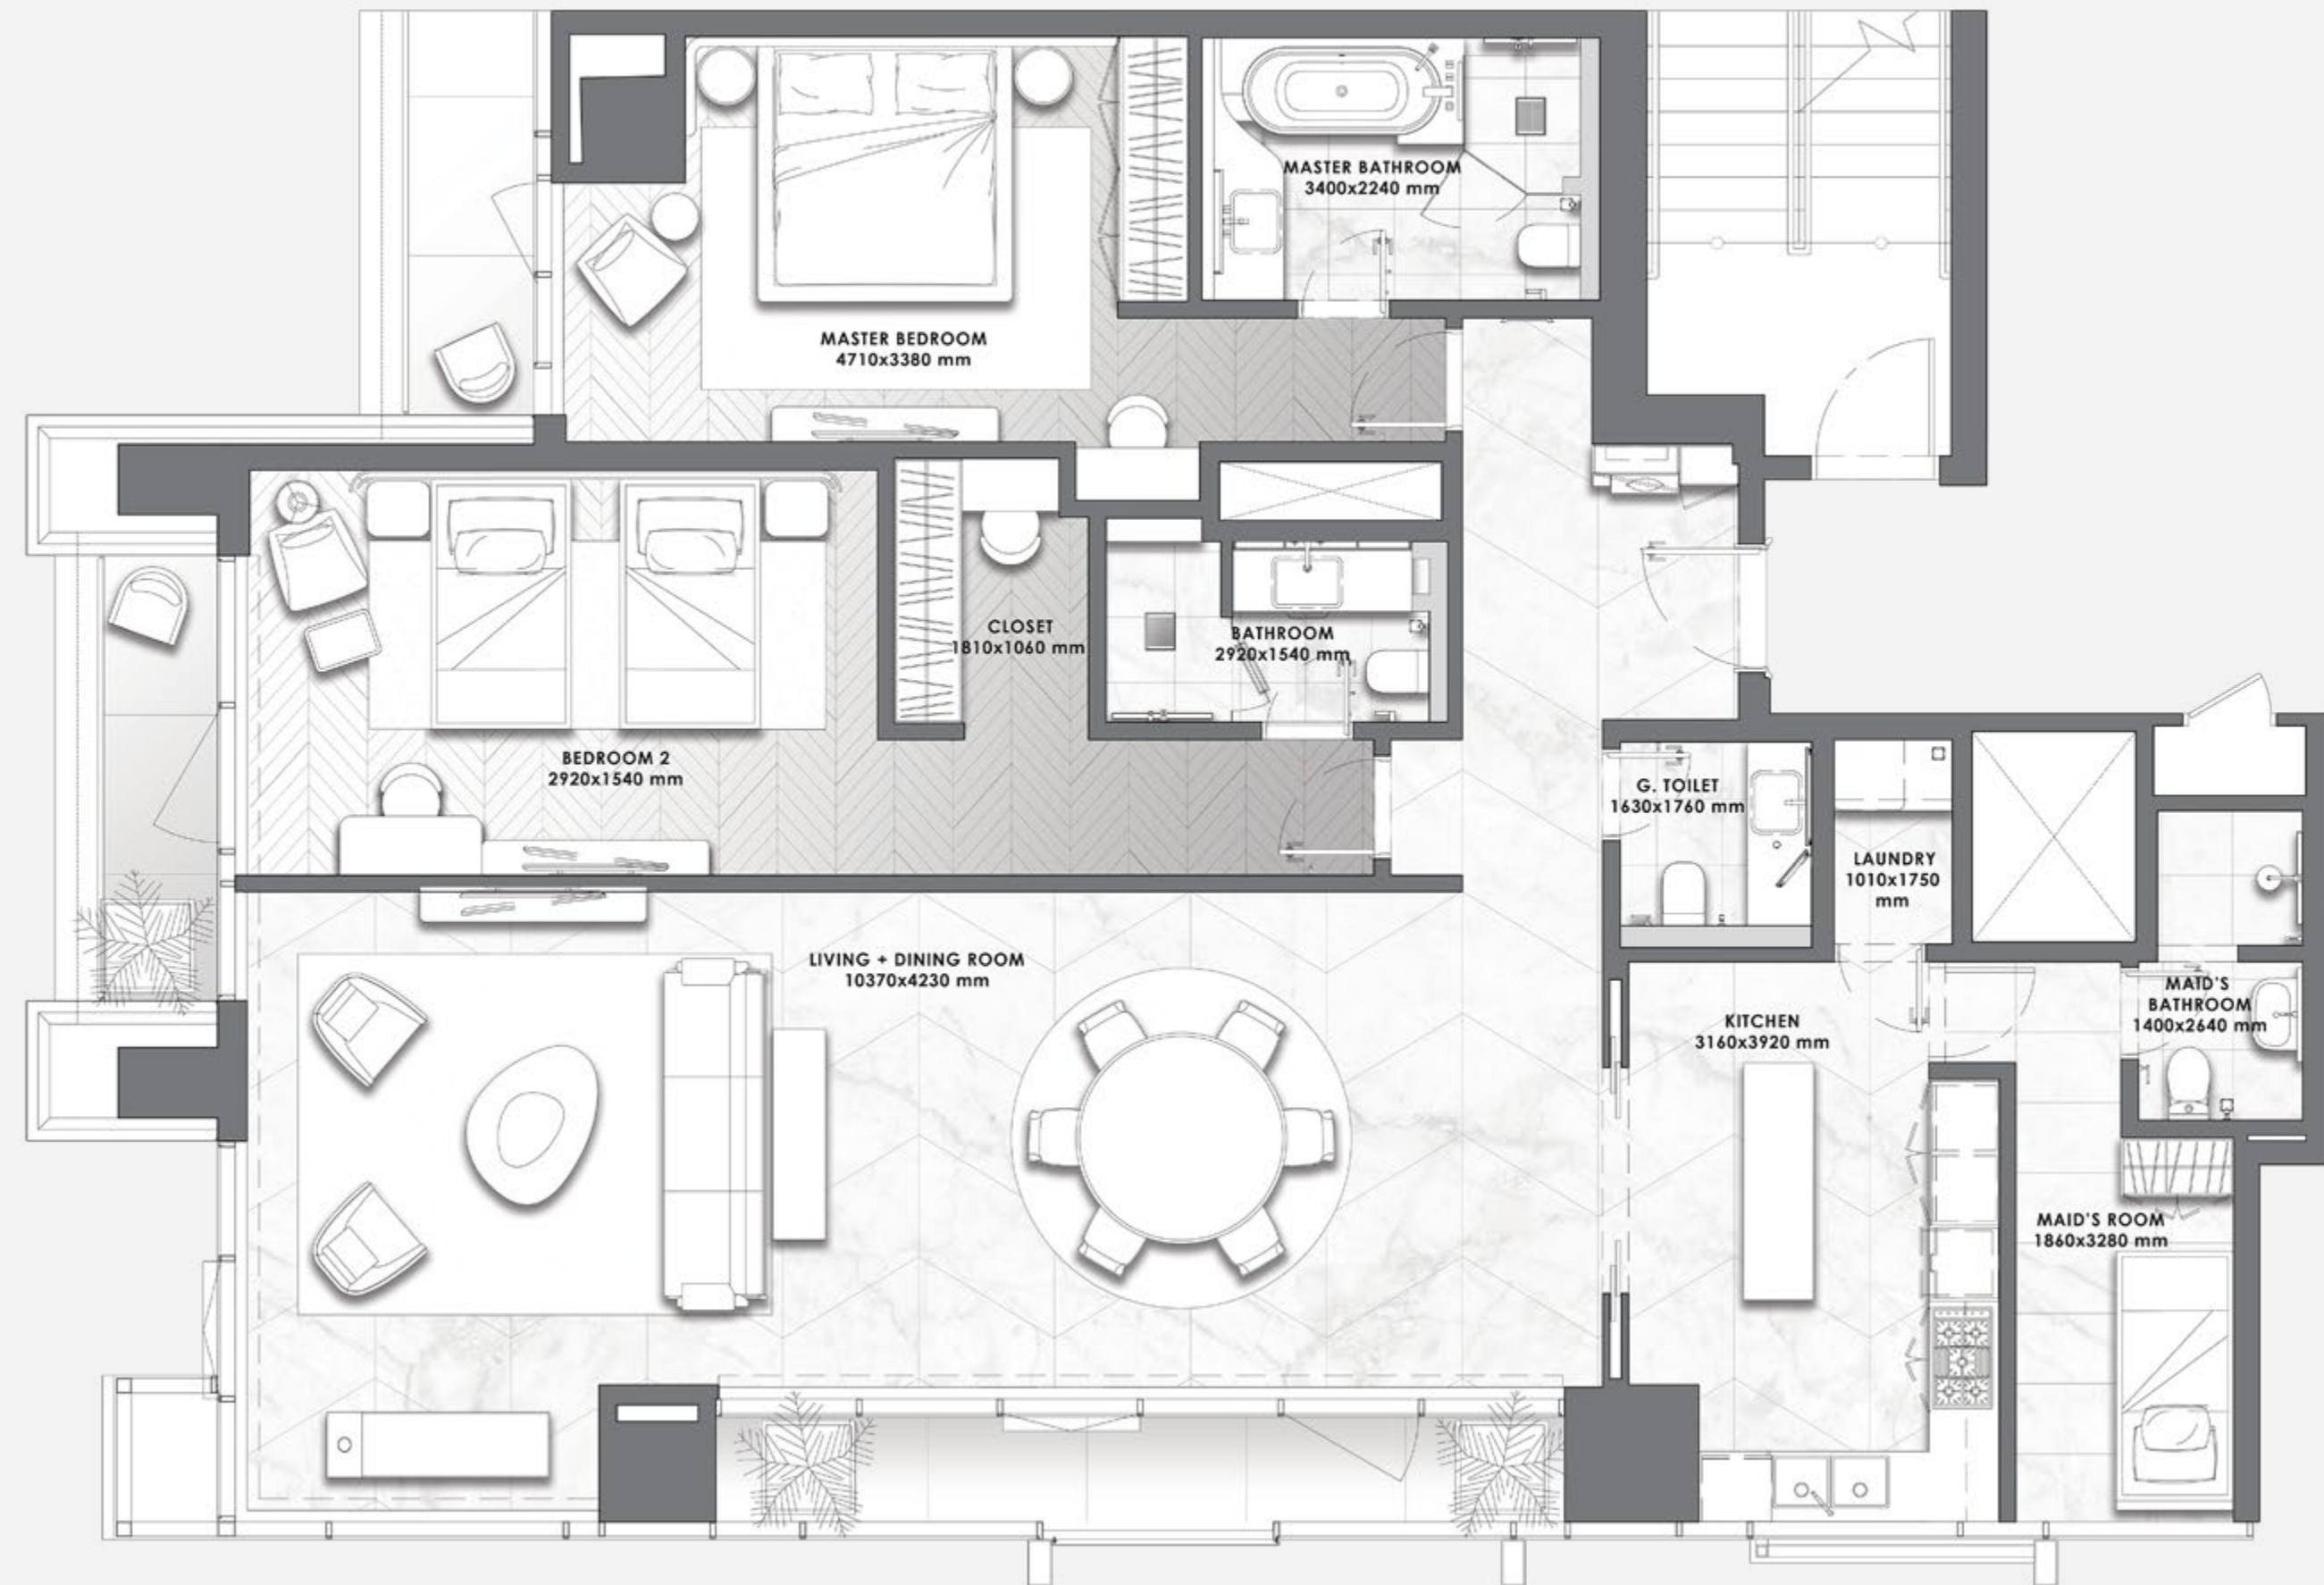 MASTER BATHROOM
3400x2240 mm
MASTER BEDROOM
4710x3380 mm
CLOSET
1810x1060 mm
BATHROOM
2920x1540 mm
BEDROOM 2
2920x1540 mm
G. TOILET
1630x1760 mm
LAUNDRY
1010x1750
mm
LIVING + DINING ROOM
10370x4230 mm
KITCHEN
3160x3920 mm
MAID'S
BATHROOM
1400x2640 mm
MAID'S ROOM
1860x3280 mm